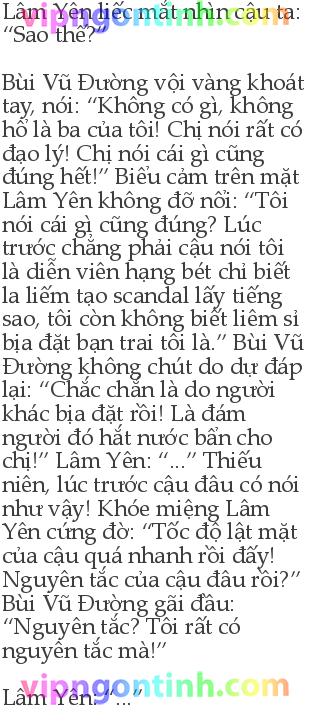 Lâm Yên liếc mắt nhìn cậu ta:
vipngontinh.com
“Sao thế?”
Bùi Vũ Đường vội vàng khoát
tay, nói: “Không có gì, không
hổ là ba của tôi! Chị nói rất có
đạo lý! Chị nói cái gì cũng
đúng hết!” Biểu cảm trên mặt
Lâm Yên không đỡ nổi: “Tôi
nói cái gì cũng đúng? Lúc
trước chẳng phải cậu nói tôi
là diễn viên hạng bét chỉ biết
la liếm tạo scandal lấy tiếng
sao, tôi còn không biết liêm sỉ
bịa đặt bạn trai tôi là.” Bùi Vũ
Đường không chút do dự đáp
lại: “Chắc chắn là do người
khác bịa đặt rồi! Là đám
người đó hắt nước bẩn cho
chị!” Lâm Yên: “...” Thiếu
niên, lúc trước cậu đâu có nói
như vậy! Khóe miệng Lâm
Yên cứng đờ: “Tốc độ lật mặt
của cậu quá nhanh rồi đấy!
Nguyên tắc của cậu đâu rồi?”
Bùi Vũ Đường gãi đầu:
“Nguyên tắc? Tôi rất có
nguyên tắc mà!”
vipngontinh.com
Lâm Yên: “...”